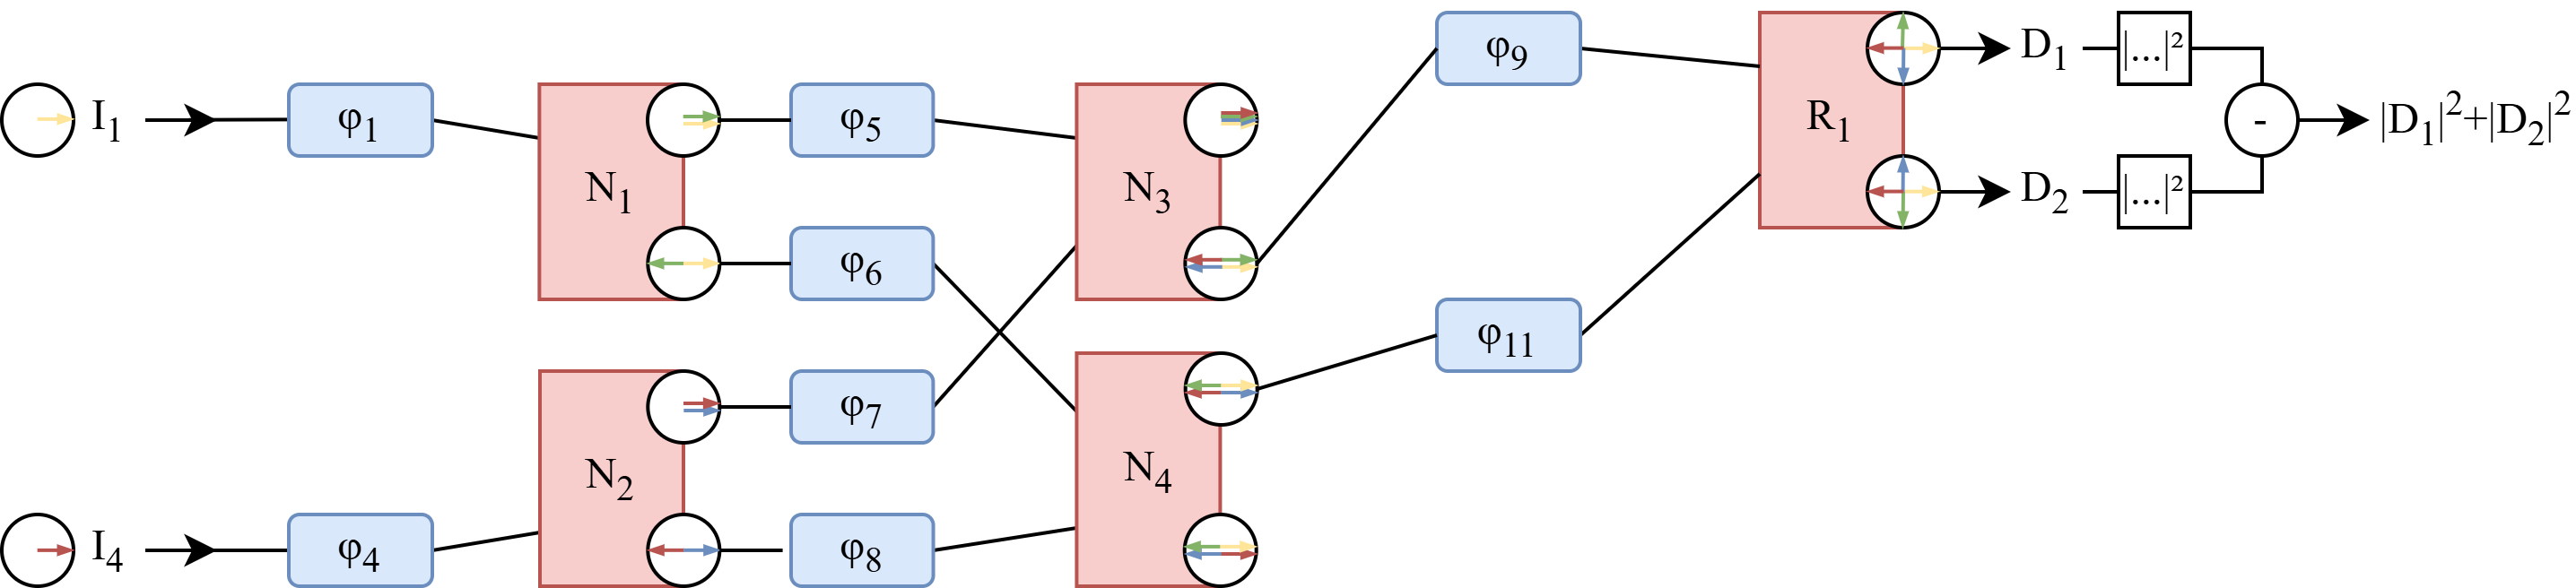 I₁
φ₁
N₁
φ₅
φ₆
N₃
φ₉
R₁
D₁
|...|²
D₂
|...|²
-
|D₁|²+|D₂|²
I₄
φ₄
N₂
φ₇
φ₈
N₄
φ₁₁